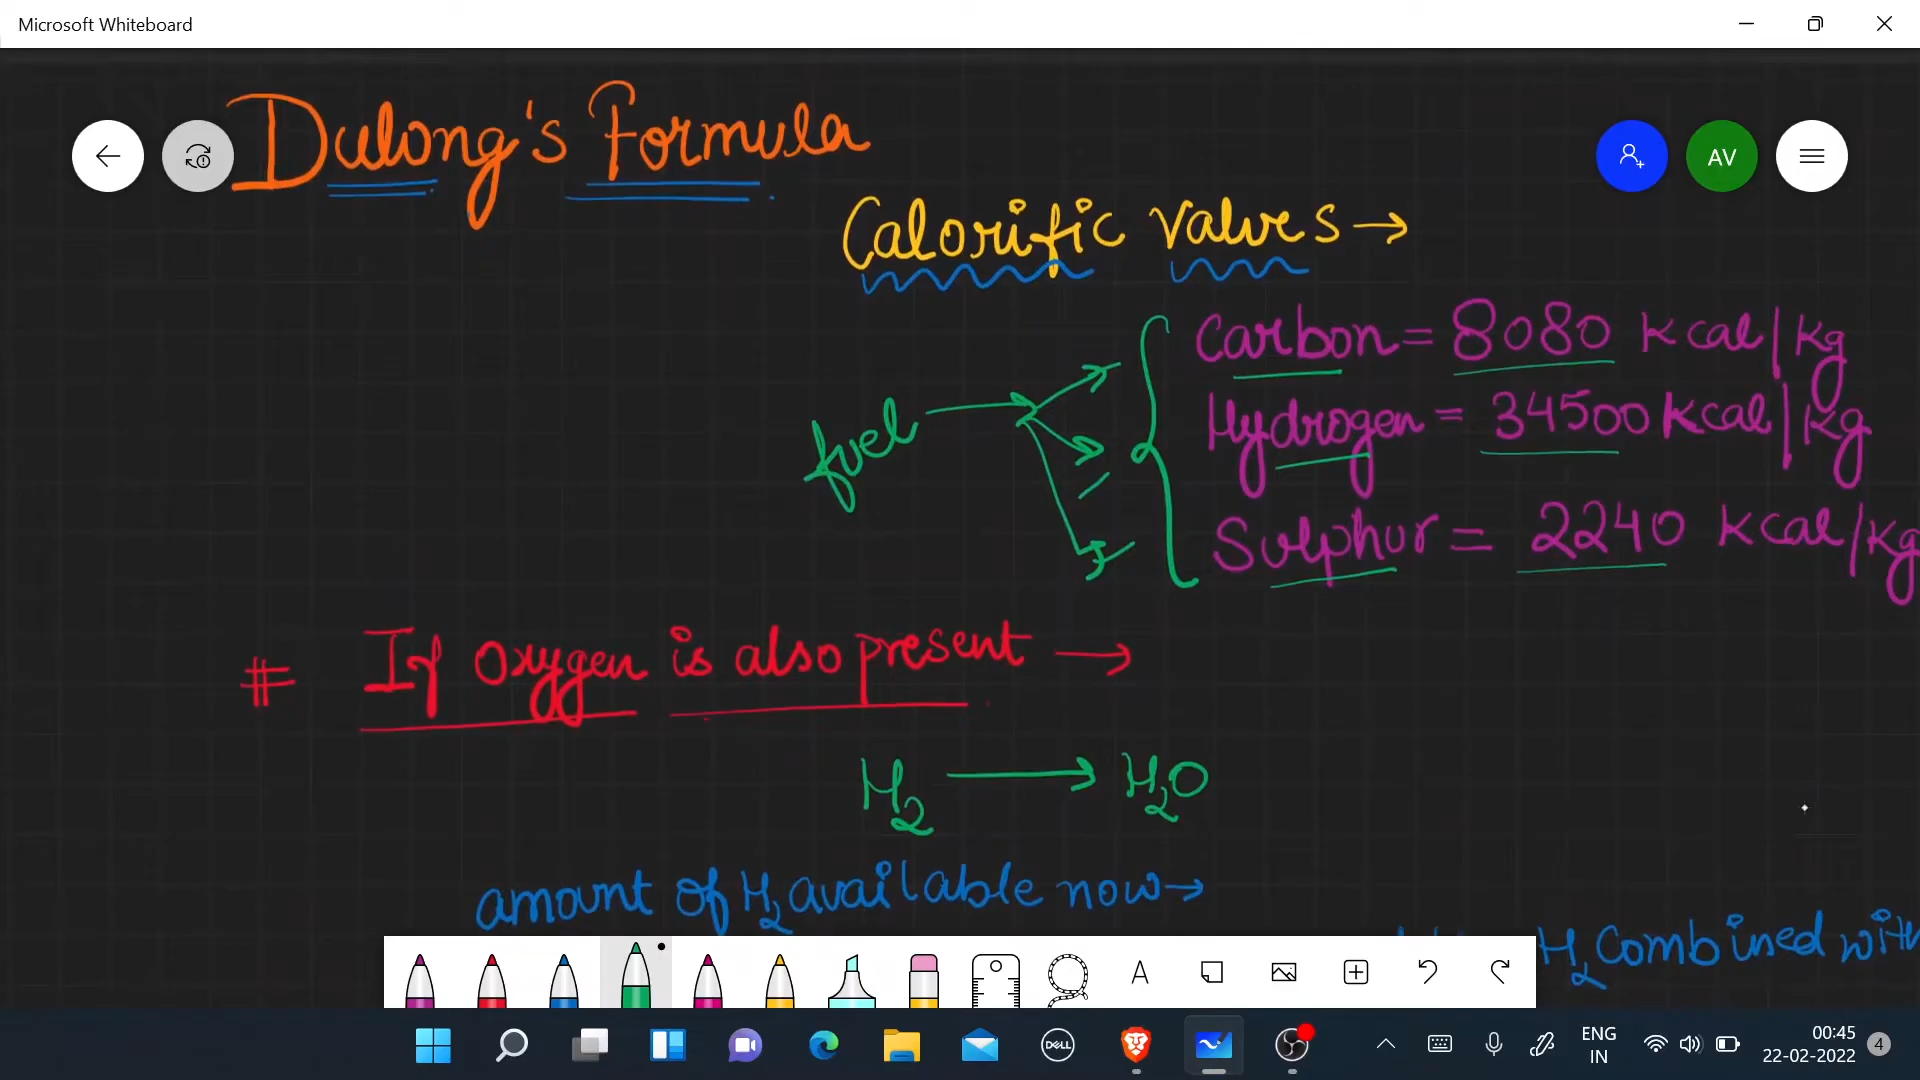 Microsoft Whiteboard
Dulong's Formula
AV
Calorific values →
Carbon = 8080 Kcal/Kg
Hydrogen = 34500 Kcal/Kg
fuel →
Sulphur = 2240 Kcal/Kg
# If oxygen is also present →
H₂ → H₂O
amount of H₂ available now →
H₂ Combined with
A
DELL
ENG
IN
00:45
22-02-2022
4